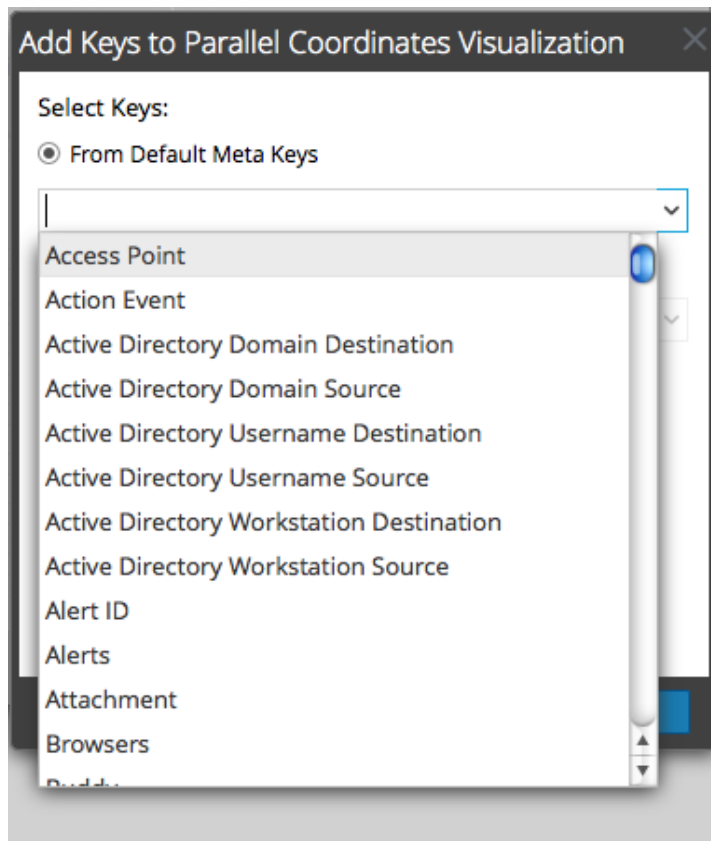 Add Keys to Parallel Coordinates Visualization
Select Keys:
From Default Meta Keys
Access Point
Action Event
Active Directory Domain Destination
Active Directory Domain Source
Active Directory Username Destination
Active Directory Username Source
Active Directory Workstation Destination
Active Directory Workstation Source
Alert ID
Alerts
Attachment
Browsers
Buddy